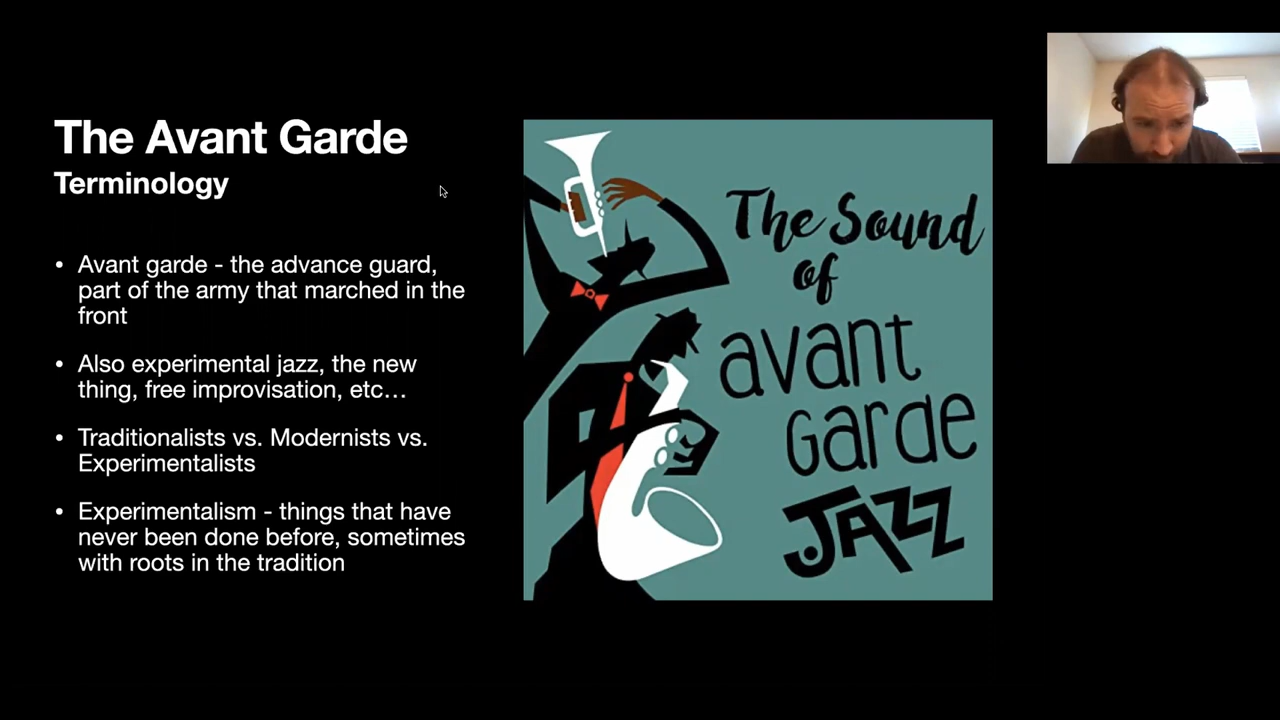 The Avant Garde
Terminology
• Avant garde - the advance guard,
part of the army that marched in the
front
• Also experimental jazz, the new
thing, free improvisation, etc…
• Traditionalists vs. Modernists vs.
Experimentalists
• Experimentalism - things that have
never been done before, sometimes
with roots in the tradition
The Sound
of
avant
Garde
JAZZ